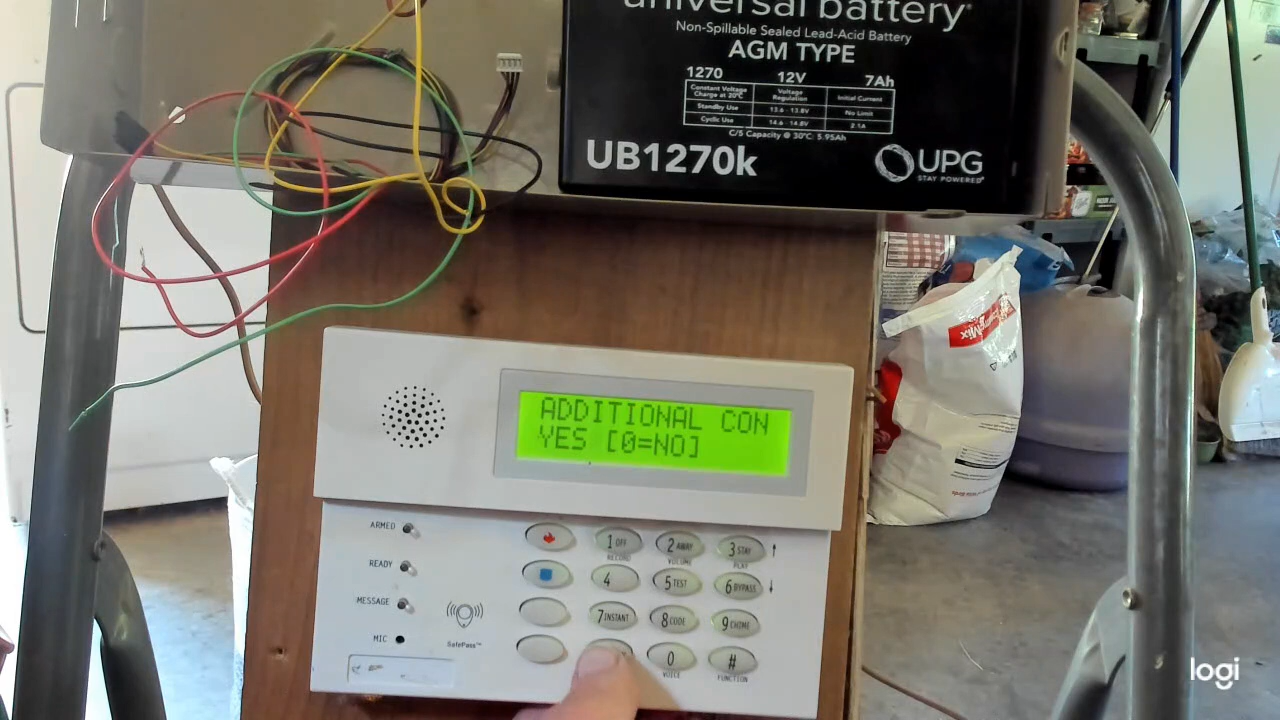 universal battery
Non-Spillable Sealed Lead-Acid Battery
AGM TYPE
1270 12V 7Ah
Constant Voltage Charge at 20°C
Voltage Regulation
Initial Current
Standby Use 13.6 - 13.8V No Limit
Cyclic Use 14.6 - 14.8V 2.1A
C/5 Capacity @ 30°C: 5.95Ah
UB1270k
UPG
STAY POWERED
ADDITIONAL CON
YES [0=NO]
ARMED
READY
MESSAGE
MIC
SafePass™
1 OFF
RECORD
2 AWAY
VOLUME
3 STAY
PLAY
4
5 TEST
6 BYPASS
7 INSTANT
8 CODE
9 CHIME
0
VOICE
#
FUNCTION
logi